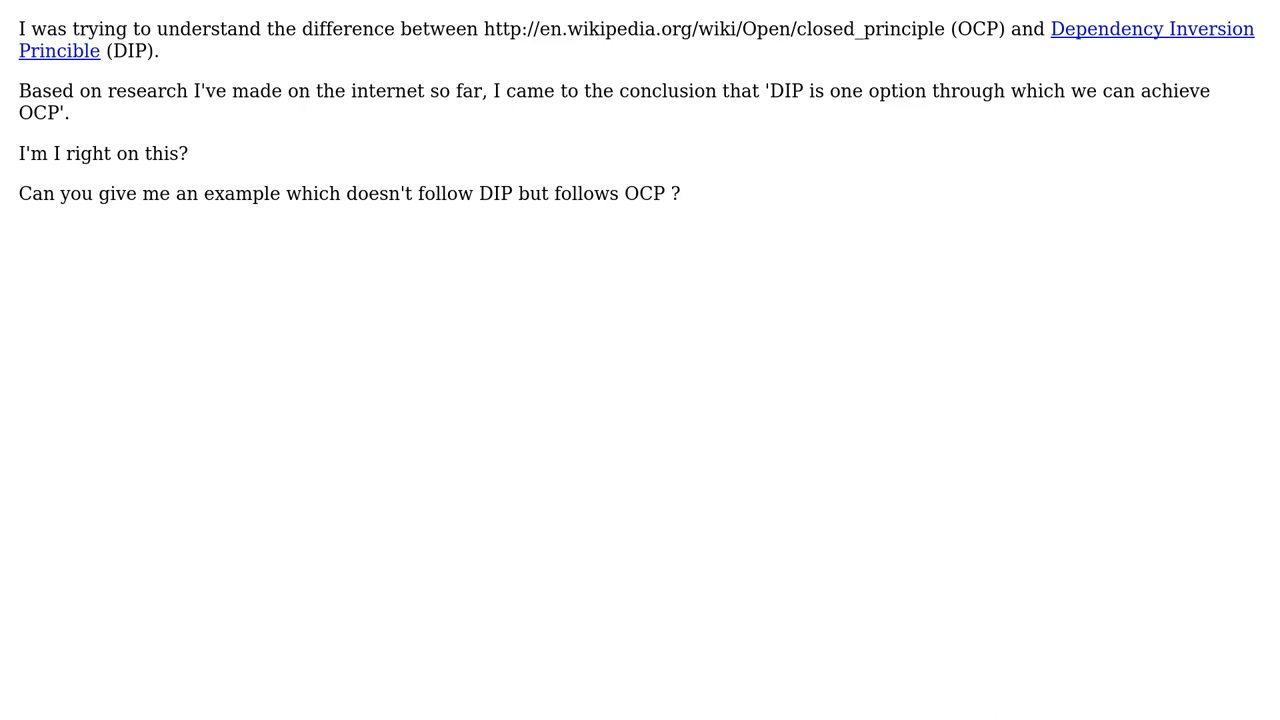 I was trying to understand the difference between http://en.wikipedia.org/wiki/Open/closed_principle (OCP) and Dependency Inversion
Princible (DIP).
Based on research I've made on the internet so far, I came to the conclusion that 'DIP is one option through which we can achieve
OCP'.
I'm I right on this?
Can you give me an example which doesn't follow DIP but follows OCP ?